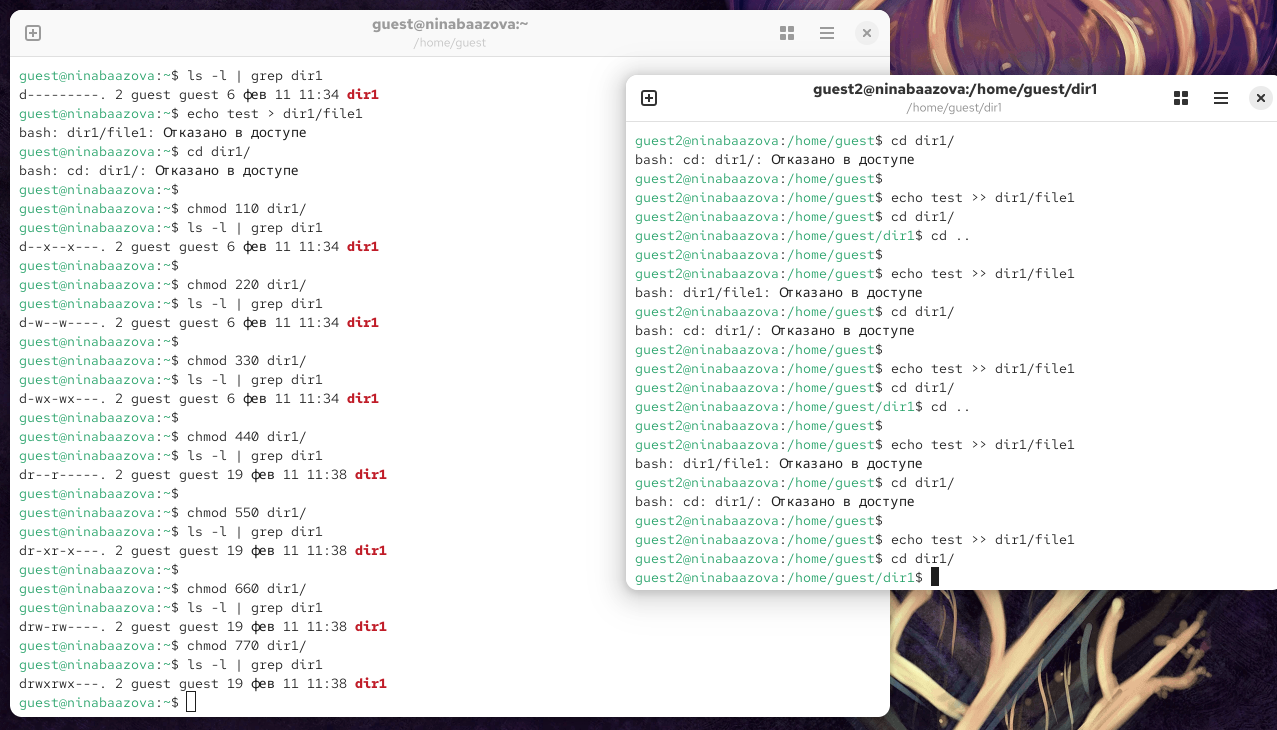 guest@ninabaazova:~
/home/guest
guest@ninabaazova:~$ ls -l | grep dir1
d---------. 2 guest guest 6 фев 11 11:34 dir1
guest@ninabaazova:~$ echo test > dir1/file1
bash: dir1/file1: Отказано в доступе
guest@ninabaazova:~$ cd dir1/
bash: cd: dir1/: Отказано в доступе
guest@ninabaazova:~$
guest@ninabaazova:~$ chmod 110 dir1/
guest@ninabaazova:~$ ls -l | grep dir1
d--x--x---. 2 guest guest 6 фев 11 11:34 dir1
guest@ninabaazova:~$
guest@ninabaazova:~$ chmod 220 dir1/
guest@ninabaazova:~$ ls -l | grep dir1
d-w--w----. 2 guest guest 6 фев 11 11:34 dir1
guest@ninabaazova:~$
guest@ninabaazova:~$ chmod 330 dir1/
guest@ninabaazova:~$ ls -l | grep dir1
d-wx-wx---. 2 guest guest 6 фев 11 11:34 dir1
guest@ninabaazova:~$
guest@ninabaazova:~$ chmod 440 dir1/
guest@ninabaazova:~$ ls -l | grep dir1
dr--r-----. 2 guest guest 19 фев 11 11:38 dir1
guest@ninabaazova:~$
guest@ninabaazova:~$ chmod 550 dir1/
guest@ninabaazova:~$ ls -l | grep dir1
dr-xr-x---. 2 guest guest 19 фев 11 11:38 dir1
guest@ninabaazova:~$
guest@ninabaazova:~$ chmod 660 dir1/
guest@ninabaazova:~$ ls -l | grep dir1
drw-rw----. 2 guest guest 19 фев 11 11:38 dir1
guest@ninabaazova:~$ chmod 770 dir1/
guest@ninabaazova:~$ ls -l | grep dir1
drwxrwx---. 2 guest guest 19 фев 11 11:38 dir1
guest@ninabaazova:~$
guest2@ninabaazova:/home/guest/dir1
/home/guest/dir1
guest2@ninabaazova:/home/guest$ cd dir1/
bash: cd: dir1/: Отказано в доступе
guest2@ninabaazova:/home/guest$
guest2@ninabaazova:/home/guest$ echo test >> dir1/file1
guest2@ninabaazova:/home/guest$ cd dir1/
guest2@ninabaazova:/home/guest/dir1$ cd ..
guest2@ninabaazova:/home/guest$
guest2@ninabaazova:/home/guest$ echo test >> dir1/file1
bash: dir1/file1: Отказано в доступе
guest2@ninabaazova:/home/guest$ cd dir1/
bash: cd: dir1/: Отказано в доступе
guest2@ninabaazova:/home/guest$
guest2@ninabaazova:/home/guest$ echo test >> dir1/file1
guest2@ninabaazova:/home/guest$ cd dir1/
guest2@ninabaazova:/home/guest/dir1$ cd ..
guest2@ninabaazova:/home/guest$
guest2@ninabaazova:/home/guest$ echo test >> dir1/file1
bash: dir1/file1: Отказано в доступе
guest2@ninabaazova:/home/guest$ cd dir1/
bash: cd: dir1/: Отказано в доступе
guest2@ninabaazova:/home/guest$
guest2@ninabaazova:/home/guest$ echo test >> dir1/file1
guest2@ninabaazova:/home/guest$ cd dir1/
guest2@ninabaazova:/home/guest/dir1$